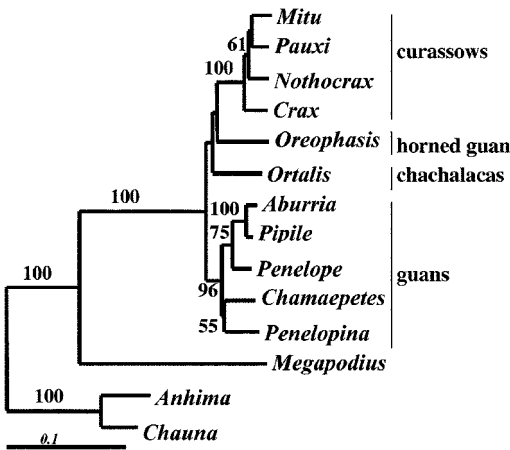 Mitu
61
Pauxi
curassows
100
Nothocrax
Crax
Oreophasis
horned guan
Ortalis
chachalacas
100
100
Aburria
75
Pipile
100
Penelope
guans
96
Chamaepetes
55
Penelopina
Megapodius
100
Anhima
Chauna
0.1